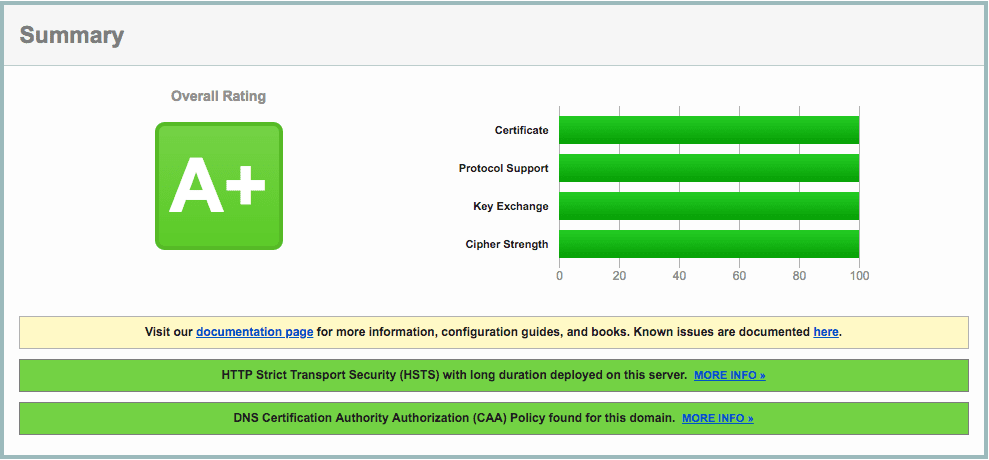 Summary
Overall Rating
A+
Certificate
Protocol Support
Key Exchange
Cipher Strength
0 20 40 60 80 100
Visit our documentation page for more information, configuration guides, and books. Known issues are documented here.
HTTP Strict Transport Security (HSTS) with long duration deployed on this server. MORE INFO »
DNS Certification Authority Authorization (CAA) Policy found for this domain. MORE INFO »